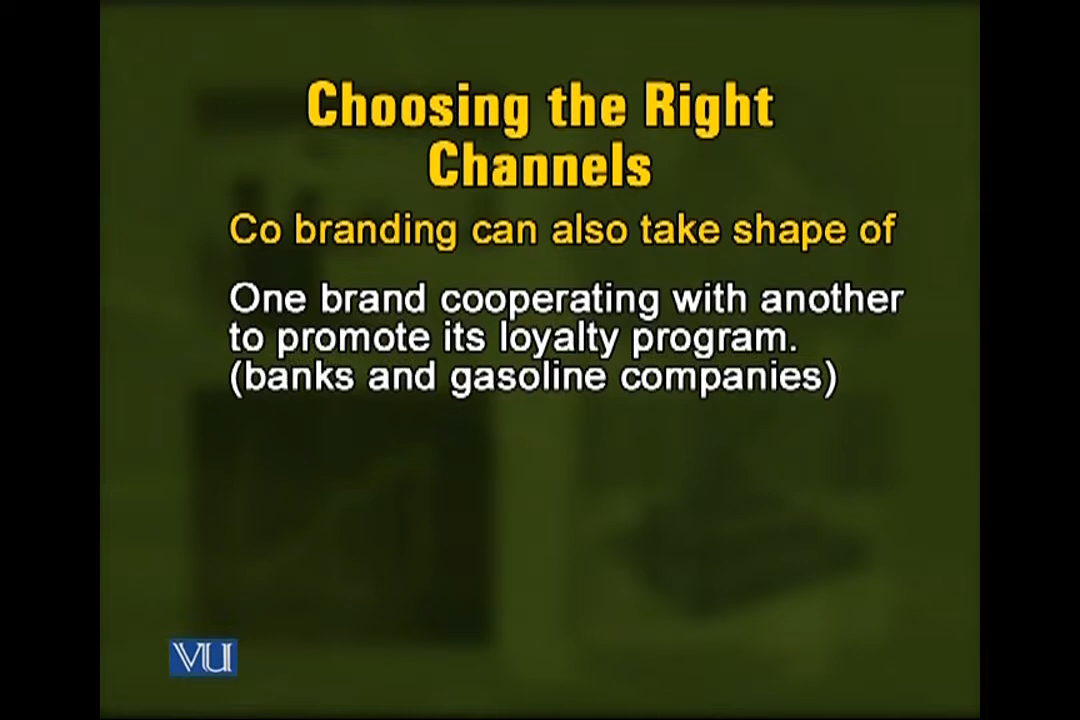 Choosing the Right
Channels
Co branding can also take shape of
One brand cooperating with another
to promote its loyalty program.
(banks and gasoline companies)
VU